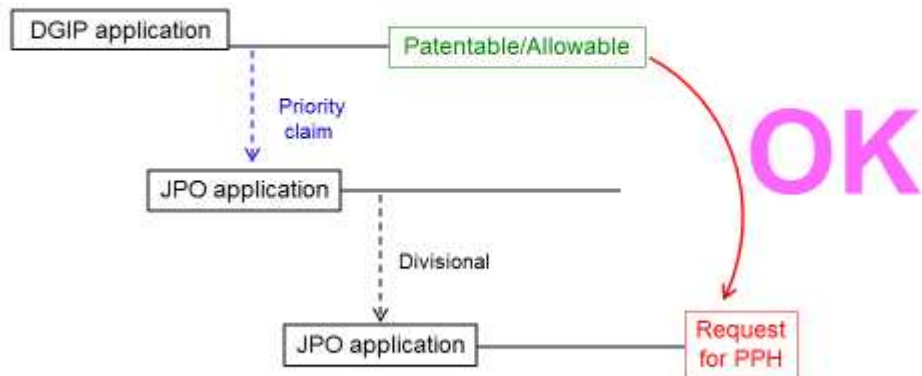 DGIP application
Patentable/Allowable
Priority
claim
OK
JPO application
Divisional
JPO application
Request
for PPH